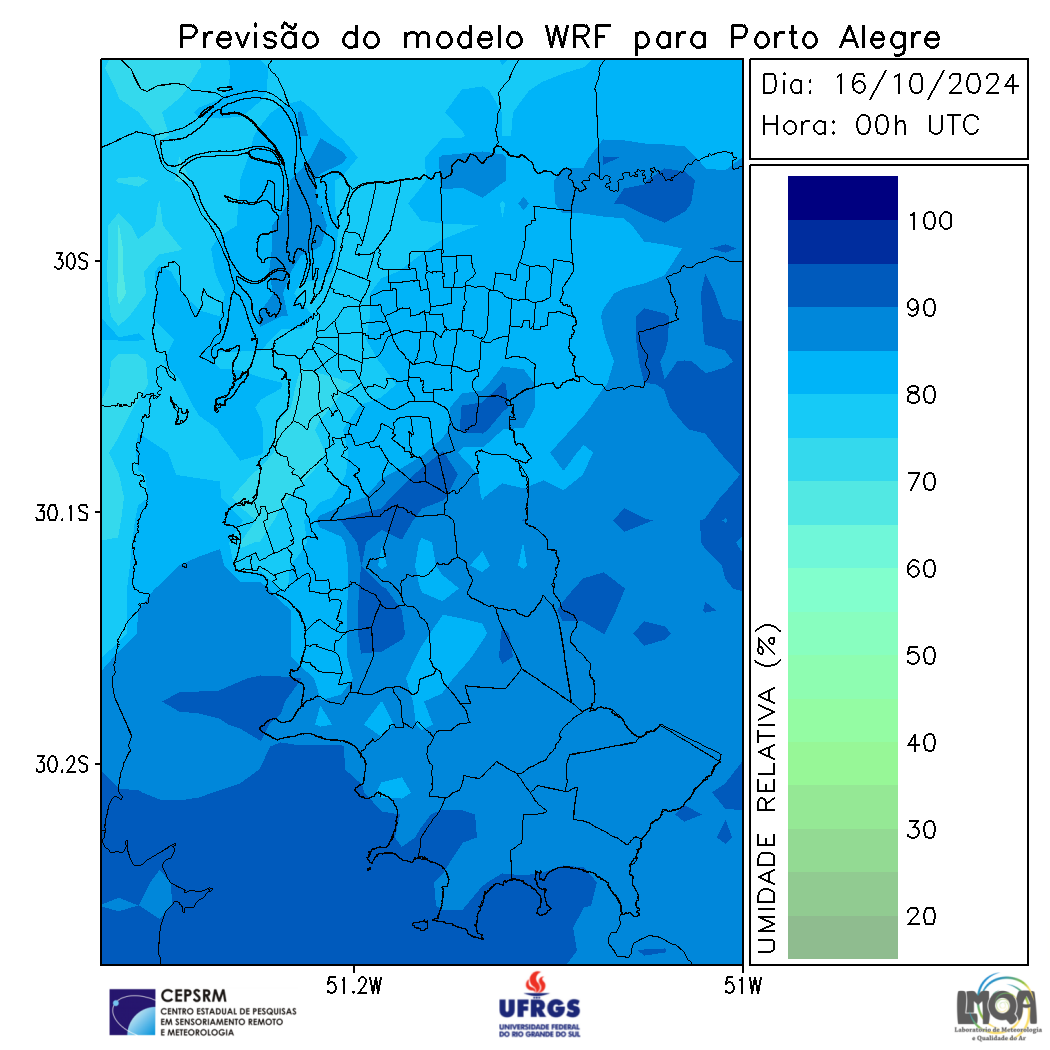 Previsão do modelo WRF para Porto Alegre
Dia: 16/10/2024
Hora: 00h UTC
30S
30.1S
30.2S
51.2W
51W
UMIDADE RELATIVA (%)
100
90
80
70
60
50
40
30
20
CEPSRM
CENTRO ESTADUAL DE PESQUISAS
EM SENSORIAMENTO REMOTO
E METEOROLOGIA
UFRGS
UNIVERSIDADE FEDERAL
DO RIO GRANDE DO SUL
LMQA
Laboratório de Meteorologia
e Qualidade do Ar